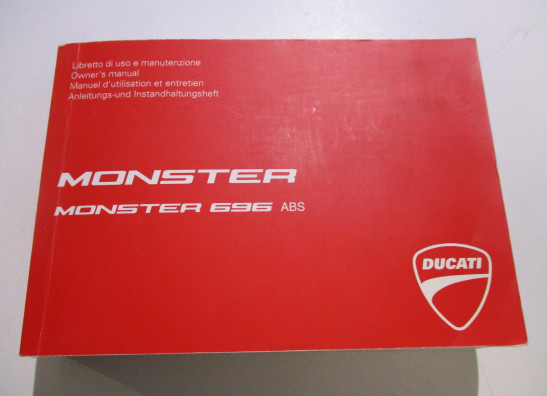 Libretto di uso e manutenzione
Owner's manual
Manuel d'utilisation et entretien
Anleitungs-und Instandhaltungsheft
MONSTER
MONSTER 696 ABS
DUCATI